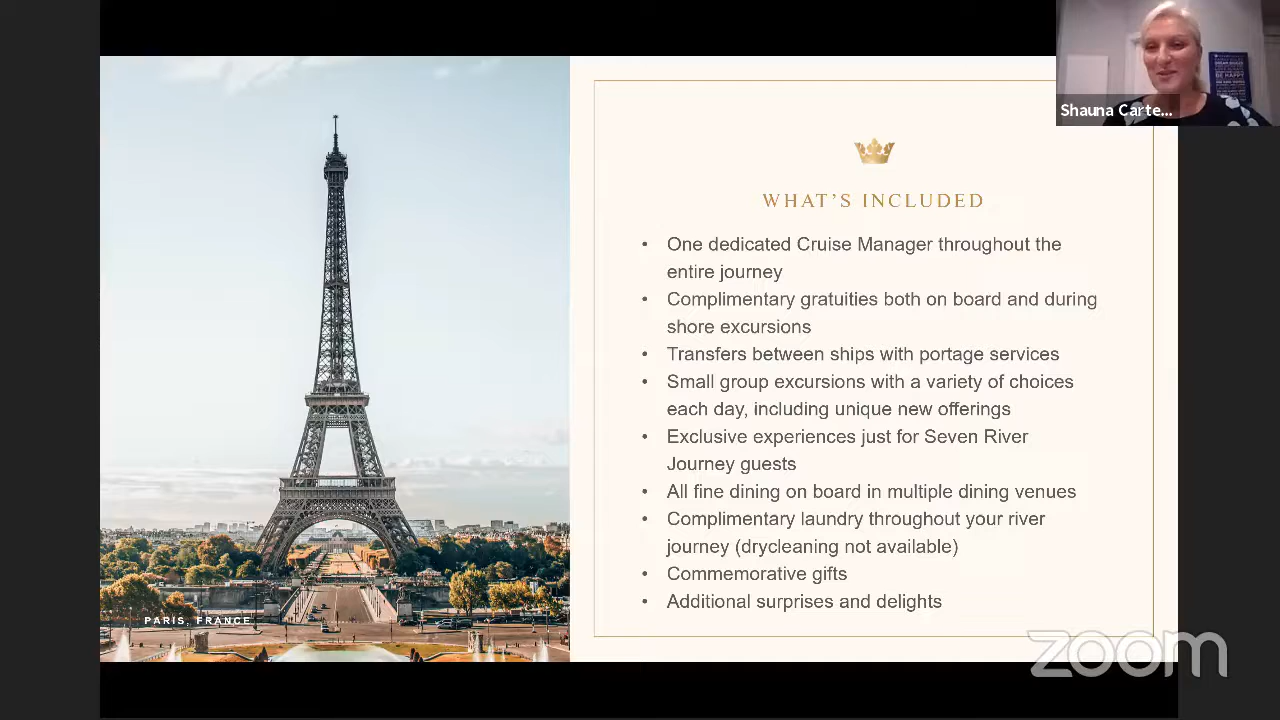 Shauna Carte...
WHAT'S INCLUDED
• One dedicated Cruise Manager throughout the
entire journey
• Complimentary gratuities both on board and during
shore excursions
• Transfers between ships with portage services
• Small group excursions with a variety of choices
each day, including unique new offerings
• Exclusive experiences just for Seven River
Journey guests
• All fine dining on board in multiple dining venues
• Complimentary laundry throughout your river
journey (drycleaning not available)
• Commemorative gifts
• Additional surprises and delights
PARIS, FRANCE
zoom